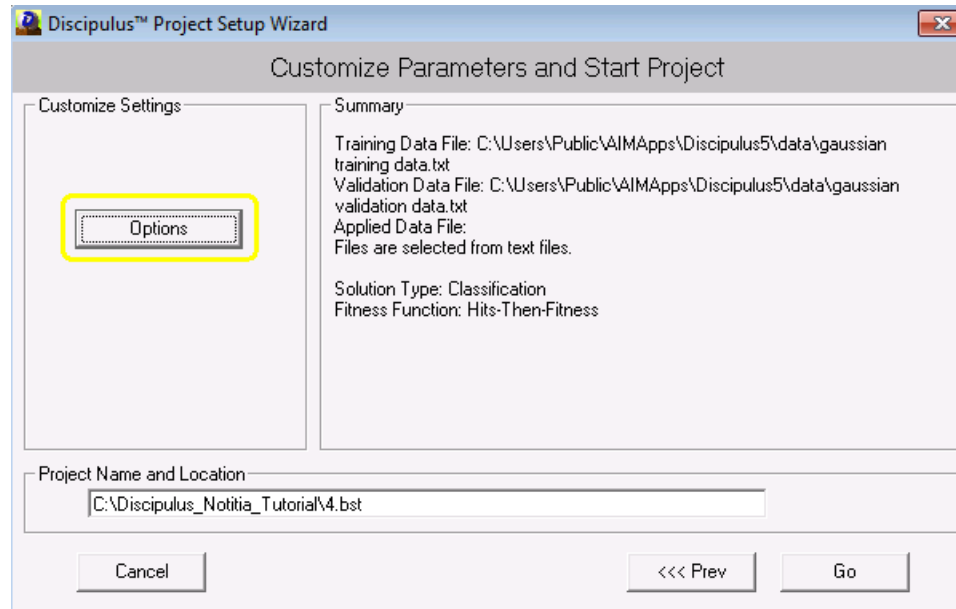 Discipulus™ Project Setup Wizard
Customize Parameters and Start Project
Customize Settings
Options
Summary
Training Data File: C:\Users\Public\AIMApps\Discipulus5\data\gaussian
training data.txt
Validation Data File: C:\Users\Public\AIMApps\Discipulus5\data\gaussian
validation data.txt
Applied Data File:
Files are selected from text files.
Solution Type: Classification
Fitness Function: Hits-Then-Fitness
Project Name and Location
C:\Discipulus_Notitia_Tutorial\4.bst
Cancel
<<< Prev
Go